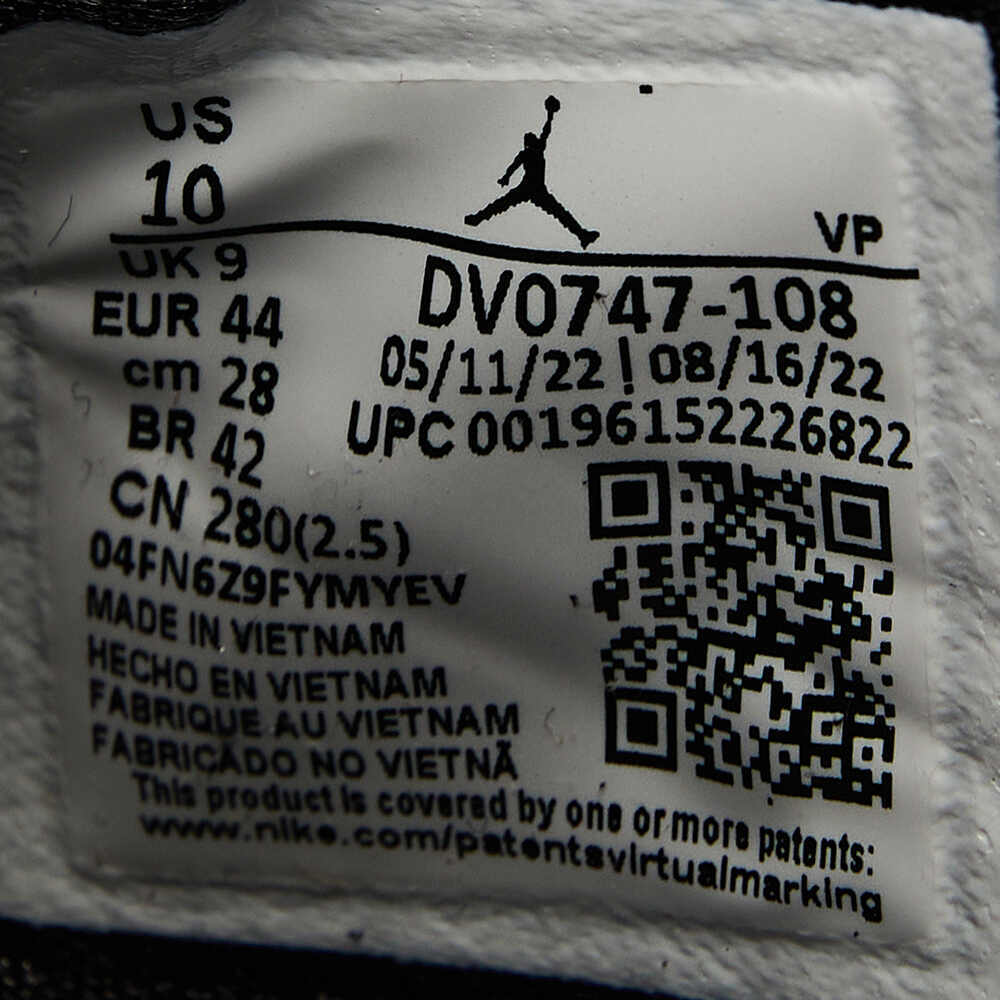 US
10
VP
UK 9
EUR 44
cm 28
BR 42
CN 280(2.5)
DV0747-108
05/11/22 ! 08/16/22
UPC 00196152226822
04FN6Z9FYMYEV
MADE IN VIETNAM
HECHO EN VIETNAM
FABRIQUE AU VIETNAM
FABRICADO NO VIETNÃ
This product is covered by one or more patents:
www.nike.com/patentsvirtualmarking